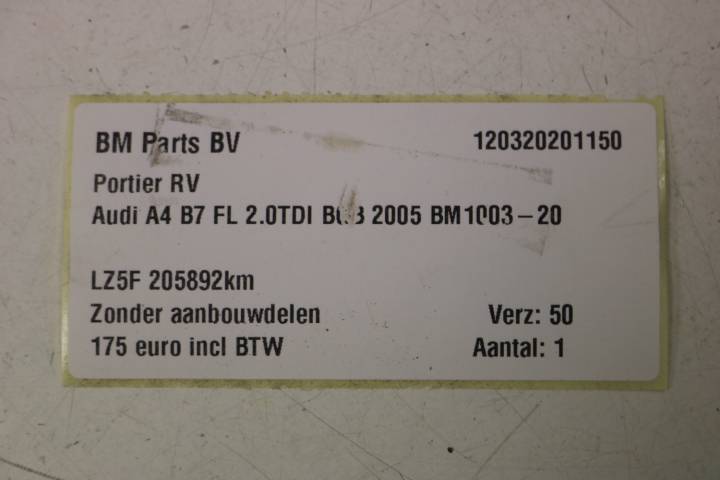 BM Parts BV 120320201150
Portier RV
Audi A4 B7 FL 2.0TDI 2005 BM1003-20
LZ5F 205892km
Zonder aanbouwdelen Verz: 50
175 euro incl BTW Aantal: 1